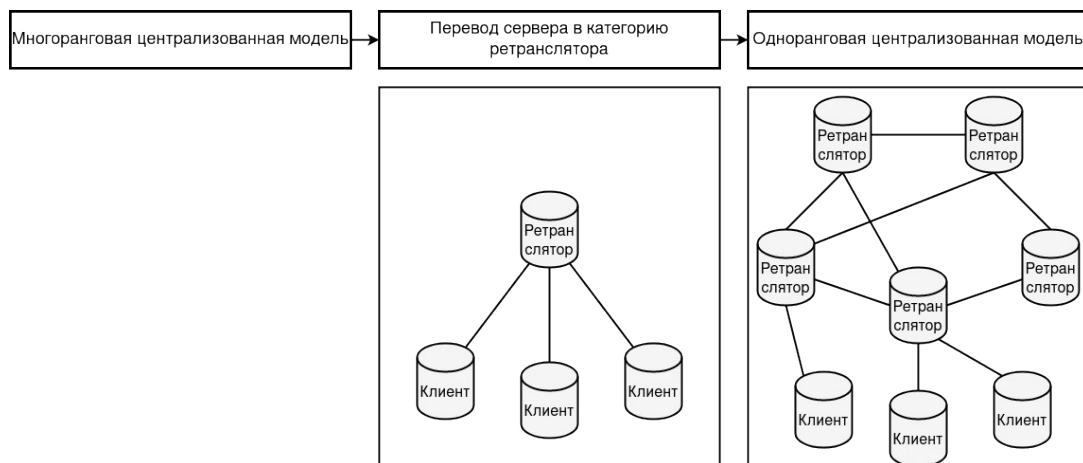 Многоранговая централизованная модель
Перевод сервера в категорию
ретранслятора
Одноранговая централизованная модель
Ретран
слятор
Клиент
Клиент
Клиент
Ретран
слятор
Ретран
слятор
Ретран
слятор
Ретран
слятор
Ретран
слятор
Клиент
Клиент
Клиент